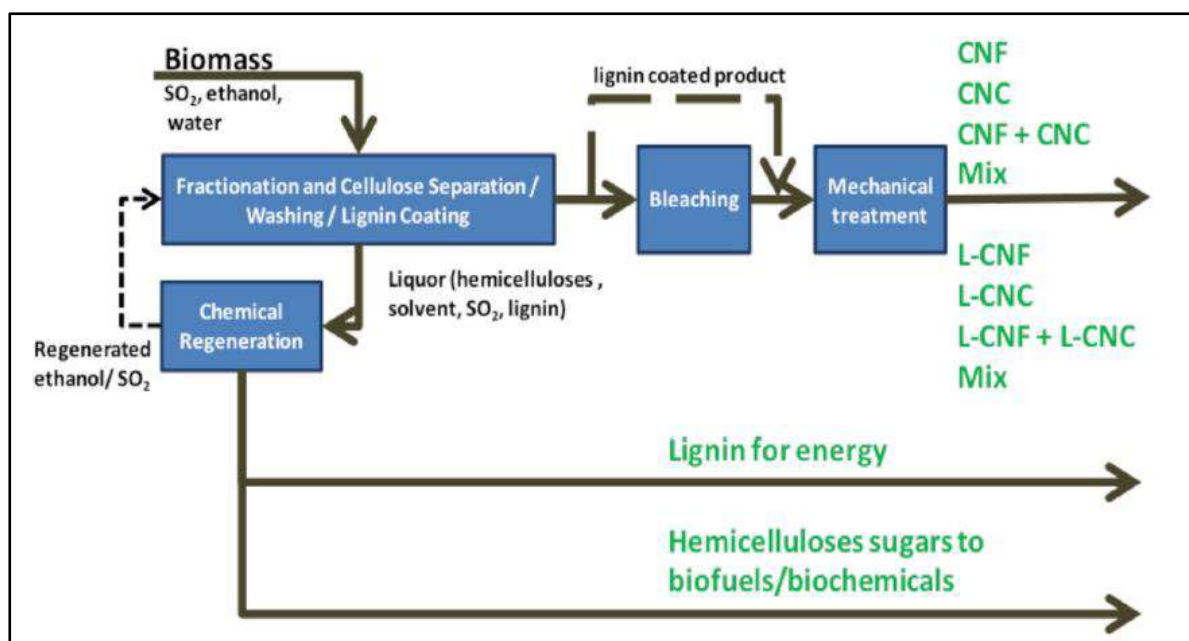 Biomass
SO₂, ethanol,
water
lignin coated product
CNF
CNC
CNF + CNC
Mix
Fractionation and Cellulose Separation /
Washing / Lignin Coating
Bleaching
Mechanical
treatment
Liquor (hemicelluloses ,
solvent, SO₂, lignin)
L-CNF
L-CNC
L-CNF + L-CNC
Mix
Chemical
Regeneration
Regenerated
ethanol/ SO₂
Lignin for energy
Hemicelluloses sugars to
biofuels/biochemicals